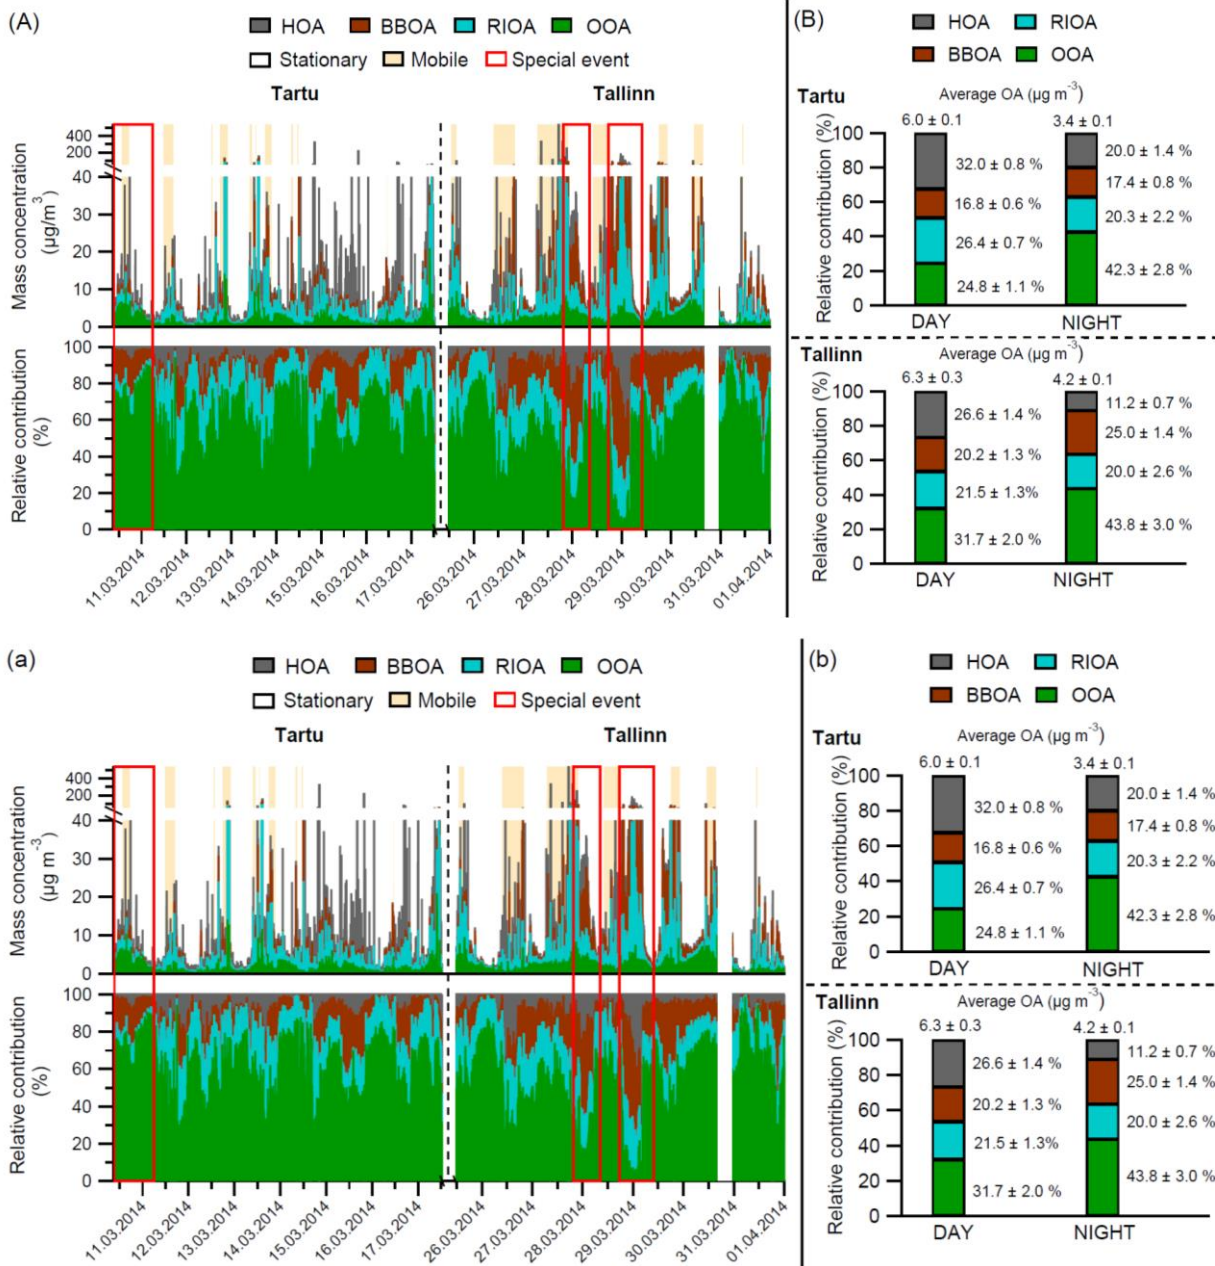 (A)
HOA BBOA RIOA OOA
Stationary Mobile Special event
Tartu Tallinn
Mass concentration
(µg/m³)
400
200
40
30
20
10
0
Relative contribution
(%)
100
80
60
40
20
0
11.03.2014
12.03.2014
13.03.2014
14.03.2014
15.03.2014
16.03.2014
17.03.2014
26.03.2014
27.03.2014
28.03.2014
29.03.2014
30.03.2014
31.03.2014
01.04.2014
(B)
HOA RIOA
BBOA OOA
Tartu Average OA (µg m⁻³)
6.0 ± 0.1 3.4 ± 0.1
Relative contribution (%)
100
80
60
40
20
0
32.0 ± 0.8 %
16.8 ± 0.6 %
26.4 ± 0.7 %
24.8 ± 1.1 %
20.0 ± 1.4 %
17.4 ± 0.8 %
20.3 ± 2.2 %
42.3 ± 2.8 %
DAY NIGHT
Tallinn Average OA (µg m⁻³)
6.3 ± 0.3 4.2 ± 0.1
Relative contribution (%)
100
80
60
40
20
0
26.6 ± 1.4 %
20.2 ± 1.3 %
21.5 ± 1.3%
31.7 ± 2.0 %
11.2 ± 0.7 %
25.0 ± 1.4 %
20.0 ± 2.6 %
43.8 ± 3.0 %
DAY NIGHT
(a)
HOA BBOA RIOA OOA
Stationary Mobile Special event
Tartu Tallinn
Mass concentration
(µg m⁻³)
400
200
40
30
20
10
0
Relative contribution
(%)
100
80
60
40
20
0
11.03.2014
12.03.2014
13.03.2014
14.03.2014
15.03.2014
16.03.2014
17.03.2014
26.03.2014
27.03.2014
28.03.2014
29.03.2014
30.03.2014
31.03.2014
01.04.2014
(b)
HOA RIOA
BBOA OOA
Tartu Average OA (µg m⁻³)
6.0 ± 0.1 3.4 ± 0.1
Relative contribution (%)
100
80
60
40
20
0
32.0 ± 0.8 %
16.8 ± 0.6 %
26.4 ± 0.7 %
24.8 ± 1.1 %
20.0 ± 1.4 %
17.4 ± 0.8 %
20.3 ± 2.2 %
42.3 ± 2.8 %
DAY NIGHT
Tallinn Average OA (µg m⁻³)
6.3 ± 0.3 4.2 ± 0.1
Relative contribution (%)
100
80
60
40
20
0
26.6 ± 1.4 %
20.2 ± 1.3 %
21.5 ± 1.3%
31.7 ± 2.0 %
11.2 ± 0.7 %
25.0 ± 1.4 %
20.0 ± 2.6 %
43.8 ± 3.0 %
DAY NIGHT